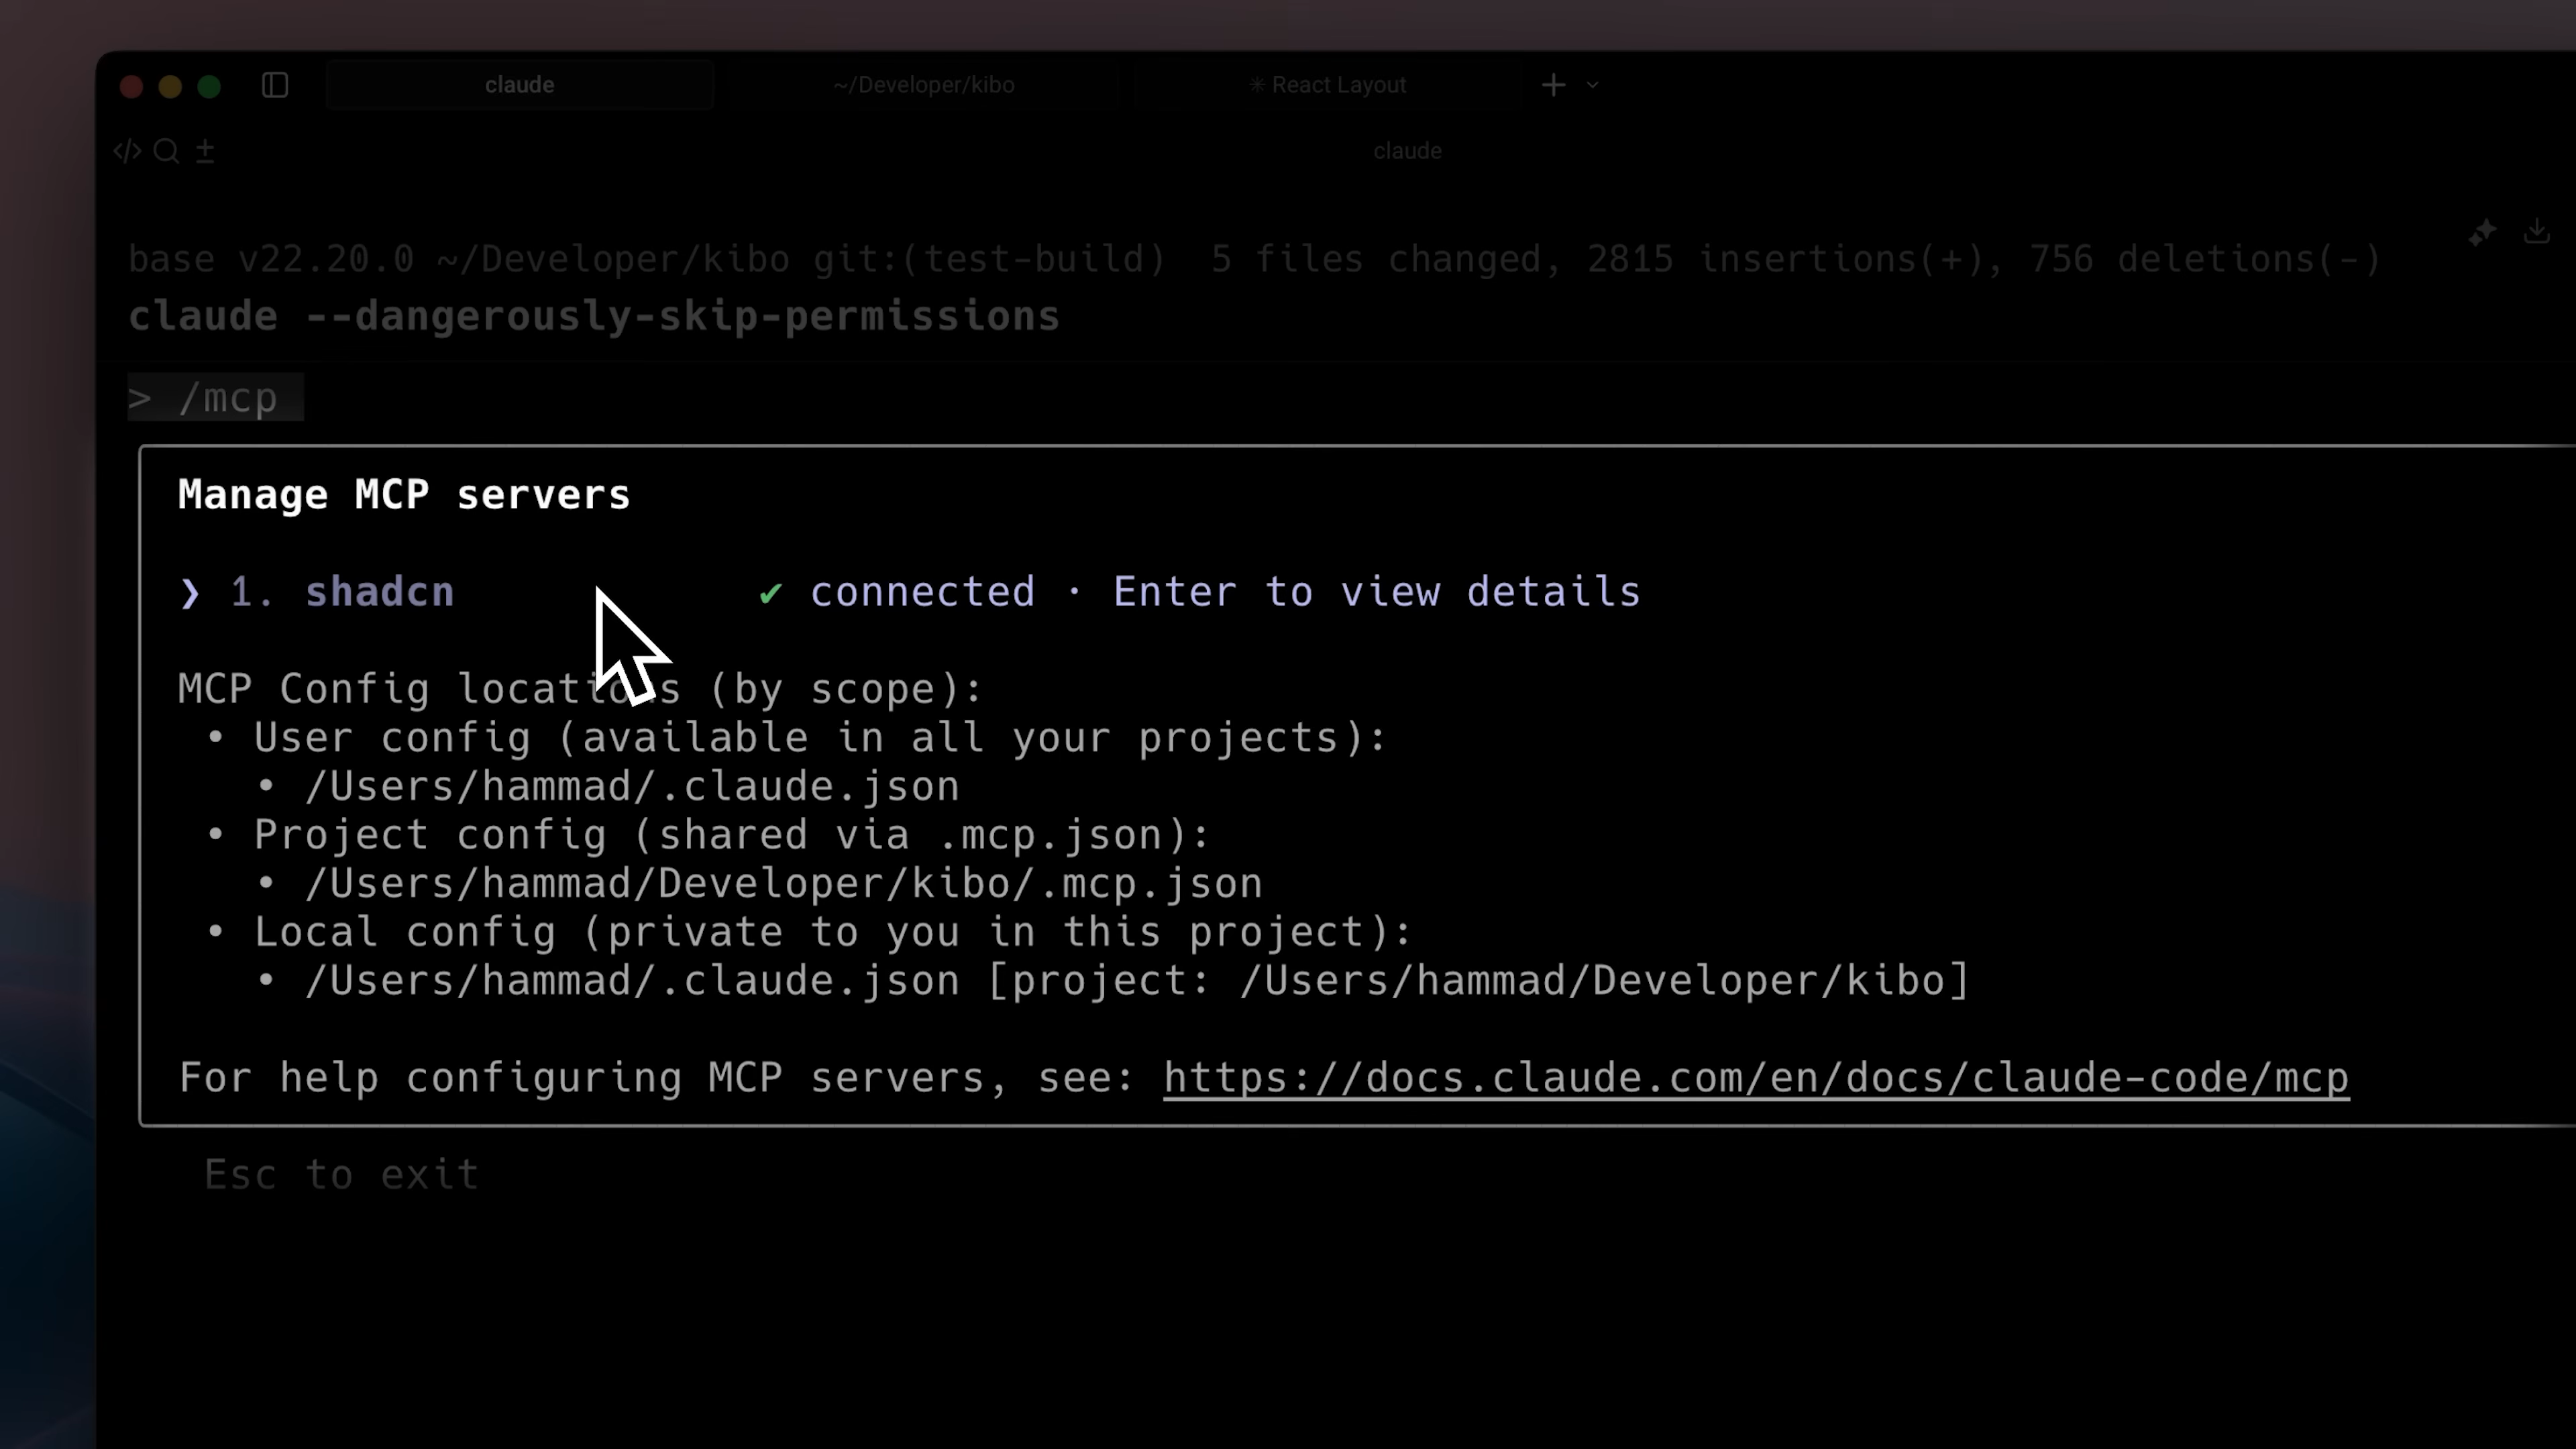 claude
~/Developer/kibo
✳ React Layout
claude
base v22.20.0 ~/Developer/kibo git:(test-build) 5 files changed, 2815 insertions(+), 756 deletions(-)
claude --dangerously-skip-permissions
> /mcp
Manage MCP servers
❯ 1. shadcn ✔ connected · Enter to view details
MCP Config locations (by scope):
• User config (available in all your projects):
• /Users/hammad/.claude.json
• Project config (shared via .mcp.json):
• /Users/hammad/Developer/kibo/.mcp.json
• Local config (private to you in this project):
• /Users/hammad/.claude.json [project: /Users/hammad/Developer/kibo]
For help configuring MCP servers, see: https://docs.claude.com/en/docs/claude-code/mcp
Esc to exit